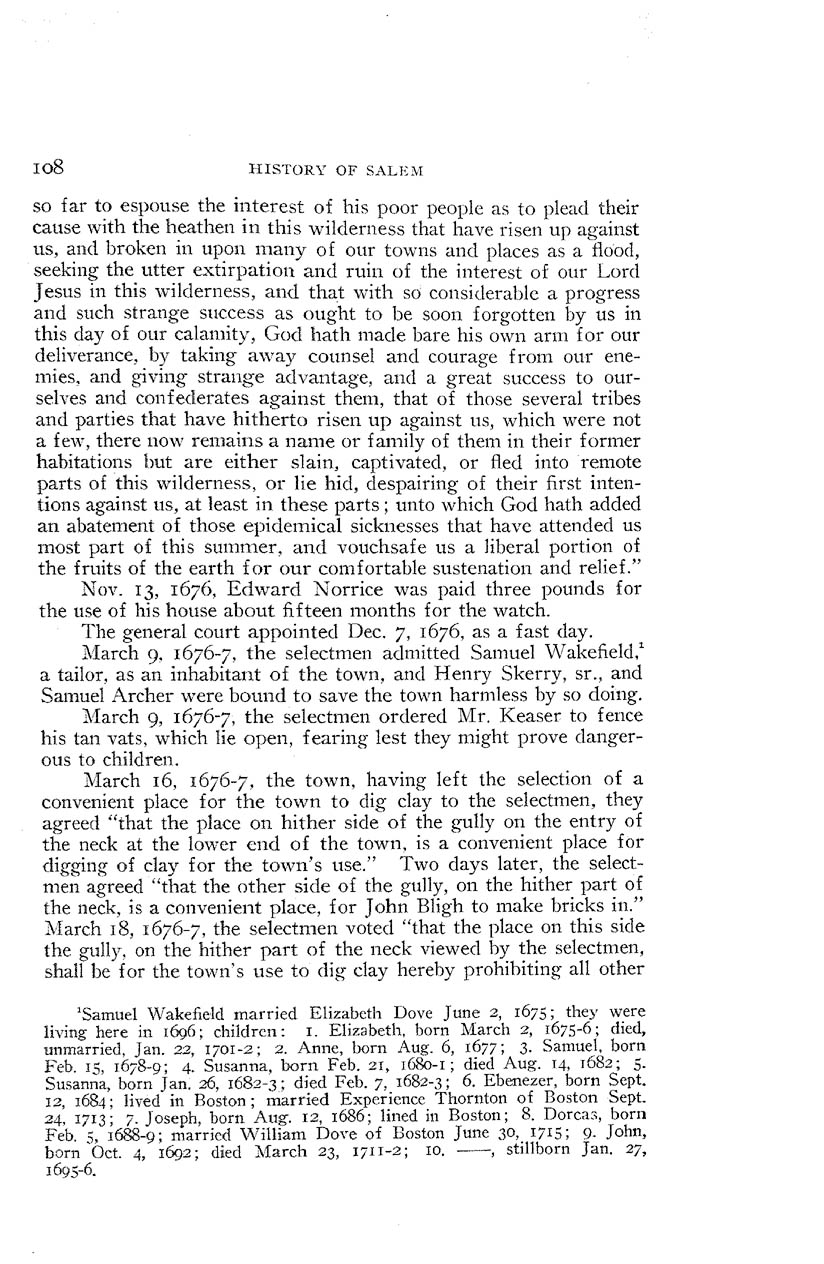 108 HISTORY OF SALEM
so far to espouse the interest of his poor people as to plead their
cause with the heathen in this wilderness that have risen up against
us, and broken in upon many of our towns and places as a flood,
seeking the utter extirpation and ruin of the interest of our Lord
Jesus in this wilderness, and that with so considerable a progress
and such strange success as ought to be soon forgotten by us in
this day of our calamity, God hath made bare his own arm for our
deliverance, by taking away counsel and courage from our ene-
mies, and giving strange advantage, and a great success to our-
selves and confederates against them, that of those several tribes
and parties that have hitherto risen up against us, which were not
a few, there now remains a name or family of them in their former
habitations but are either slain, captivated, or fled into remote
parts of this wilderness, or lie hid, despairing of their first inten-
tions against us, at least in these parts; unto which God hath added
an abatement of those epidemical sicknesses that have attended us
most part of this summer, and vouchsafe us a liberal portion of
the fruits of the earth for our comfortable sustenation and relief."
Nov. 13, 1676, Edward Norrice was paid three pounds for
the use of his house about fifteen months for the watch.
The general court appointed Dec. 7, 1676, as a fast day.
March 9, 1676-7, the selectmen admitted Samuel Wakefield,¹
a tailor, as an inhabitant of the town, and Henry Skerry, sr., and
Samuel Archer were bound to save the town harmless by so doing.
March 9, 1676-7, the selectmen ordered Mr. Keaser to fence
his tan vats, which lie open, fearing lest they might prove danger-
ous to children.
March 16, 1676-7, the town, having left the selection of a
convenient place for the town to dig clay to the selectmen, they
agreed "that the place on hither side of the gully on the entry of
the neck at the lower end of the town, is a convenient place for
digging of clay for the town's use." Two days later, the select-
men agreed "that the other side of the gully, on the hither part of
the neck, is a convenient place, for John Bligh to make bricks in."
March 18, 1676-7, the selectmen voted "that the place on this side
the gully, on the hither part of the neck viewed by the selectmen,
shall be for the town's use to dig clay hereby prohibiting all other
¹Samuel Wakefield married Elizabeth Dove June 2, 1675; they were
living here in 1696; children: 1. Elizabeth, born March 2, 1675-6; died,
unmarried, Jan. 22, 1701-2; 2. Anne, born Aug. 6, 1677; 3. Samuel, born
Feb. 15, 1678-9; 4. Susanna, born Feb. 21, 1680-1; died Aug. 14, 1682; 5.
Susanna, born Jan. 26, 1682-3; died Feb. 7, 1682-3; 6. Ebenezer, born Sept.
12, 1684; lived in Boston; married Experience Thornton of Boston Sept.
24, 1713; 7. Joseph, born Aug. 12, 1686; lined in Boston; 8. Dorcas, born
Feb. 5, 1688-9; married William Dove of Boston June 30, 1715; 9. John,
born Oct. 4, 1692; died March 23, 1711-2; 10. ——, stillborn Jan. 27,
1695-6.